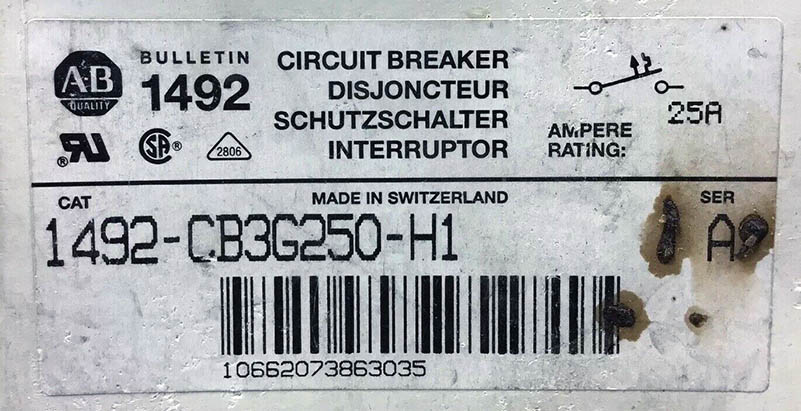 A-B
QUALITY
BULLETIN
1492
CIRCUIT BREAKER
DISJONCTEUR
SCHUTZSCHALTER
INTERRUPTOR
AMPERE
RATING:
25A
RU®
SA®
2806
CAT
MADE IN SWITZERLAND
SER
1492-CB3G250-H1
A
10662073863035